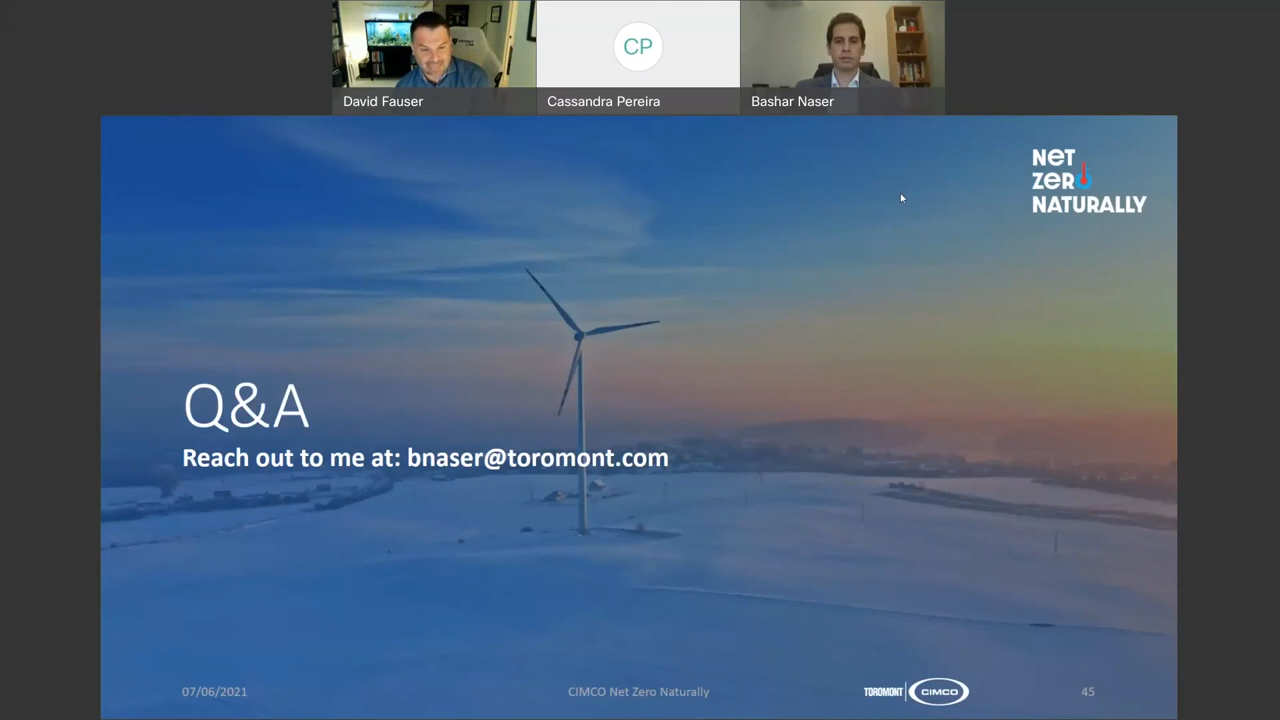 CP
David Fauser
Cassandra Pereira
Bashar Naser
Net
Zero
Naturally
Q&A
Reach out to me at: bnaser@toromont.com
07/06/2021
CIMCO Net Zero Naturally
TOROMONT
CIMCO
45